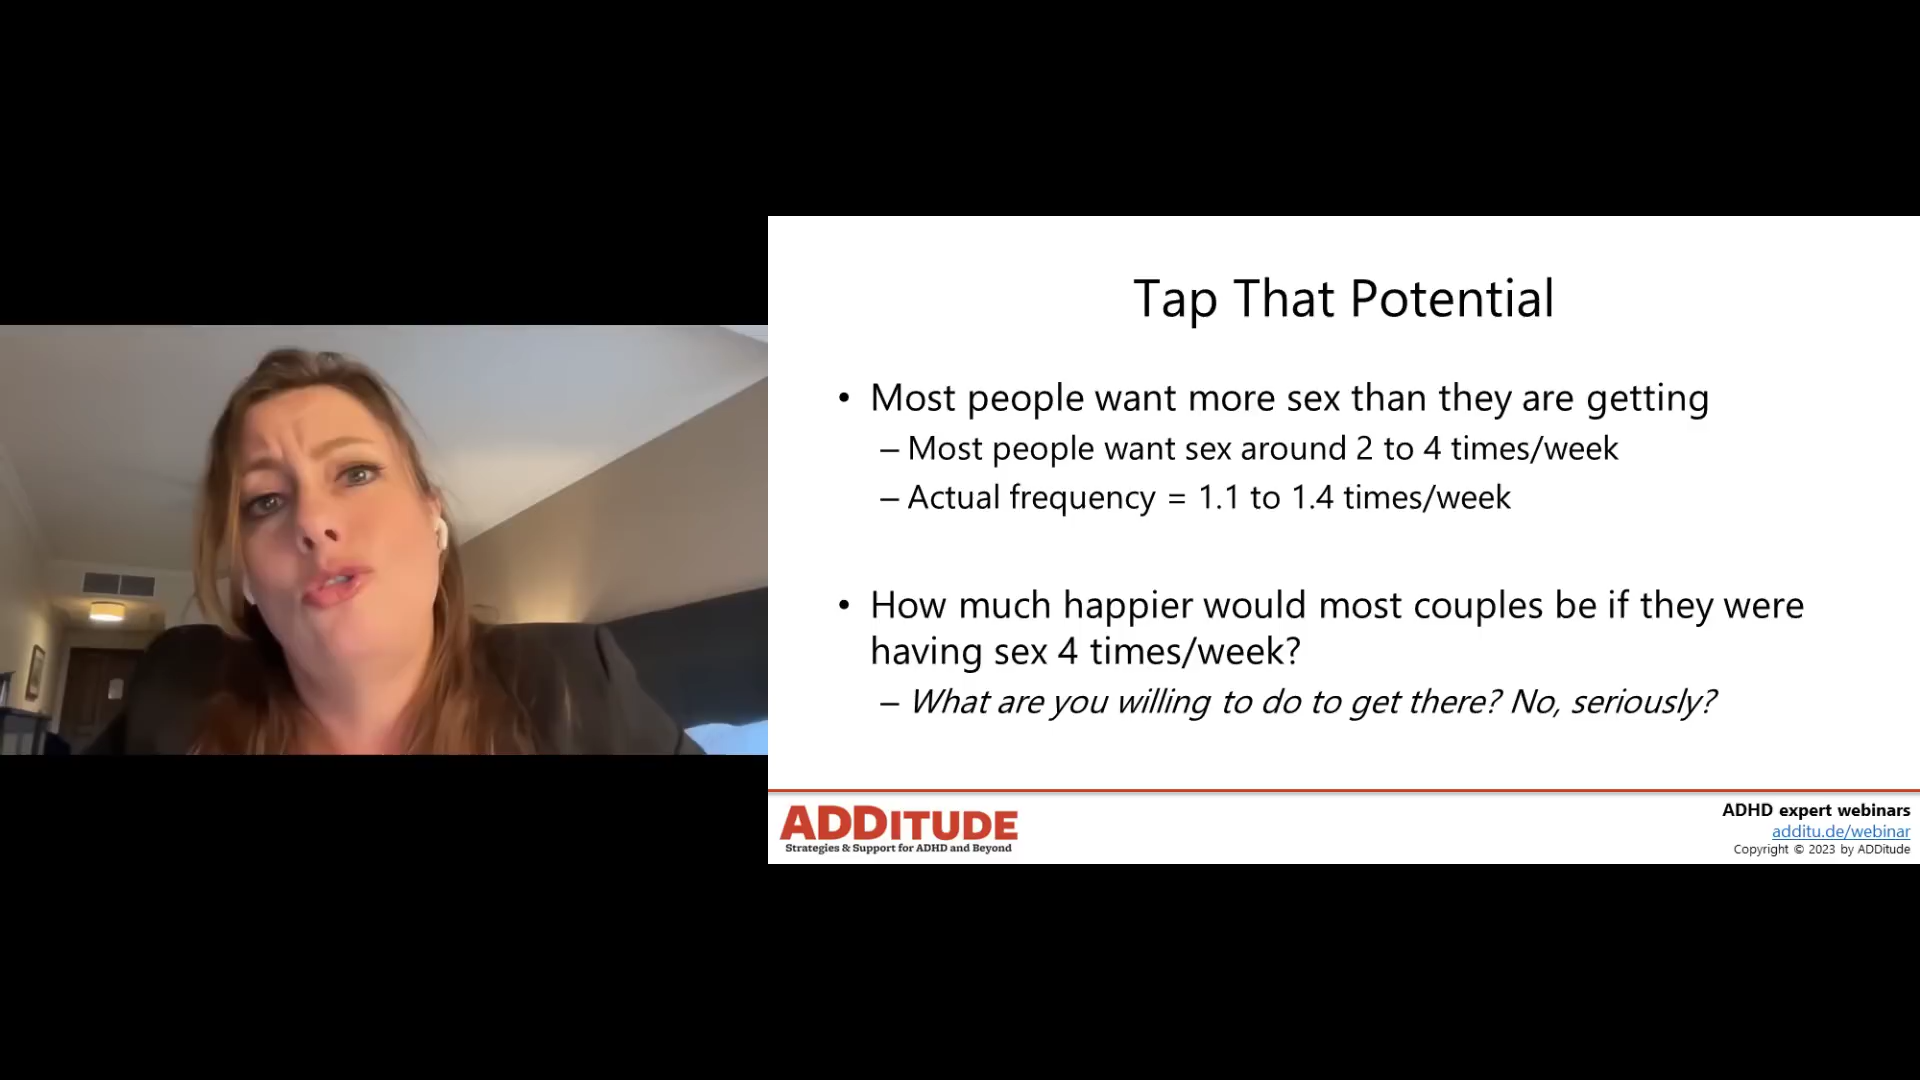 Tap That Potential
• Most people want more sex than they are getting
– Most people want sex around 2 to 4 times/week
– Actual frequency = 1.1 to 1.4 times/week
• How much happier would most couples be if they were
having sex 4 times/week?
– What are you willing to do to get there? No, seriously?
ADDITUDE
Strategies & Support for ADHD and Beyond
ADHD expert webinars
additu.de/webinar
Copyright © 2023 by ADDitude